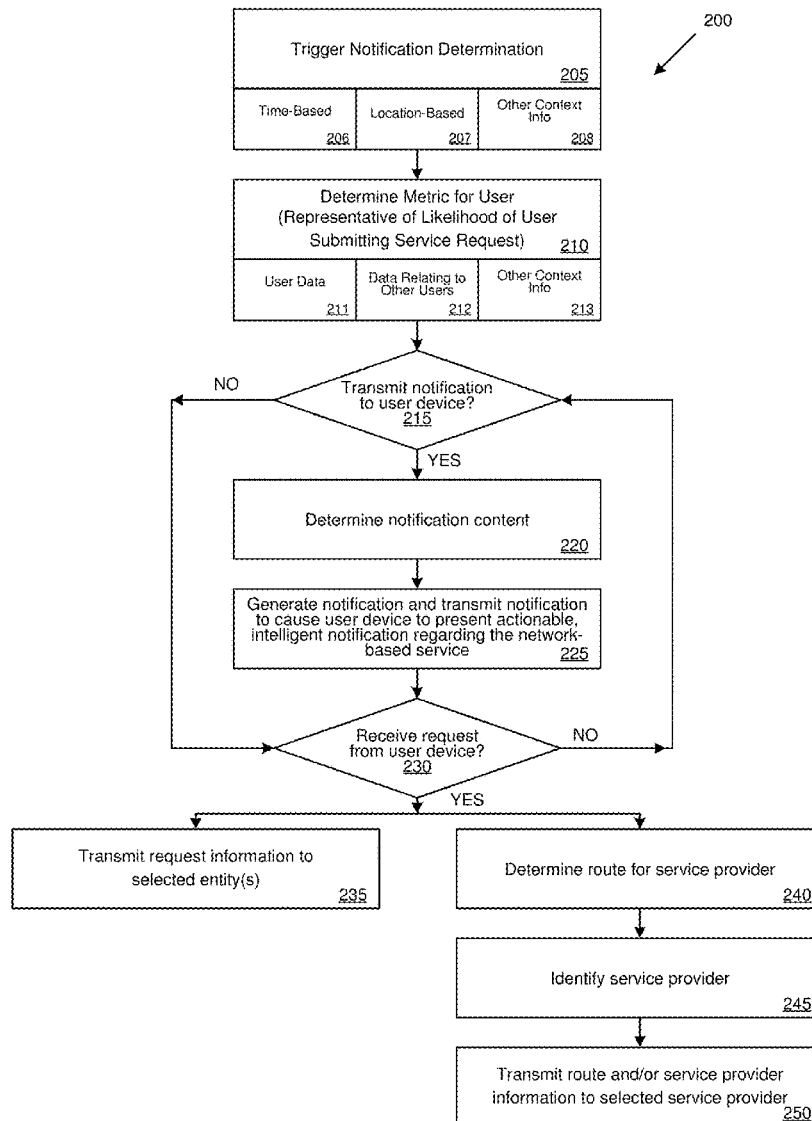 200
Trigger Notification Determination
205
Time-Based
206
Location-Based
207
Other Context
Info
208
Determine Metric for User
(Representative of Likelihood of User
Submitting Service Request)
210
User Data
211
Data Relating to
Other Users
212
Other Context
Info
213
NO
Transmit notification
to user device?
215
YES
Determine notification content
220
Generate notification and transmit notification
to cause user device to present actionable,
intelligent notification regarding the network-
based service
225
Receive request
from user device?
230
NO
YES
Transmit request information to
selected entity(s)
235
Determine route for service provider
240
Identify service provider
245
Transmit route and/or service provider
information to selected service provider
250